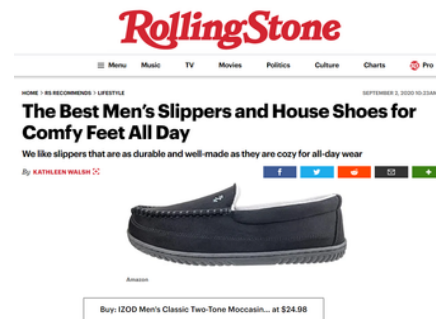 RollingStone
Menu Music TV Movies Politics Culture Charts Pro
HOME > RS RECOMMENDS > LIFESTYLE SEPTEMBER 3, 2020 10:23AM
The Best Men's Slippers and House Shoes for
Comfy Feet All Day
We like slippers that are as durable and well-made as they are cozy for all-day wear
By KATHLEEN WALSH
Amazon
Buy: IZOD Men's Classic Two-Tone Moccasin... at $24.98